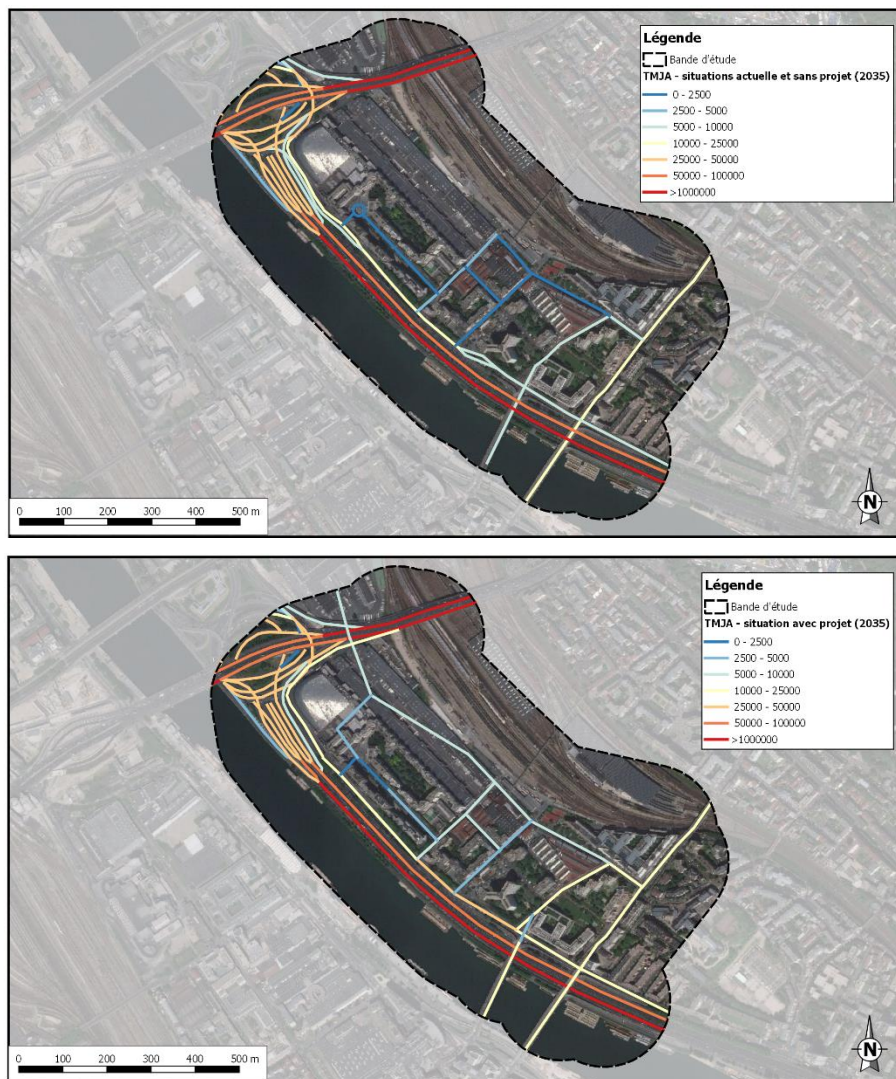 Légende
Bande d'étude
TMJA - situations actuelle et sans projet (2035)
0 - 2500
2500 - 5000
5000 - 10000
10000 - 25000
25000 - 50000
50000 - 100000
>1000000
0 100 200 300 400 500 m
N
Légende
Bande d'étude
TMJA - situation avec projet (2035)
0 - 2500
2500 - 5000
5000 - 10000
10000 - 25000
25000 - 50000
50000 - 100000
>1000000
0 100 200 300 400 500 m
N